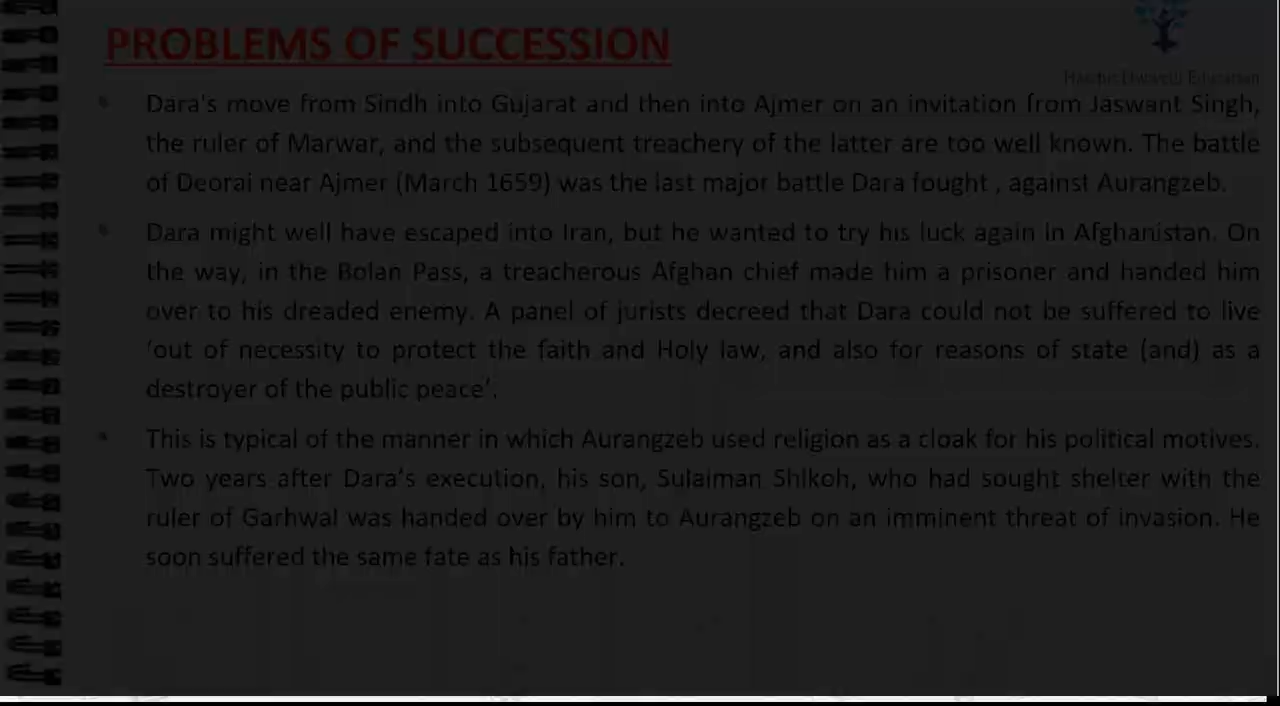 PROBLEMS OF SUCCESSION
Dara's move from Sindh into Gujarat and then into Ajmer on an invitation from Jaswant Singh,
the ruler of Marwar, and the subsequent treachery of the latter are too well known. The battle
of Deorai near Ajmer (March 1659) was the last major battle Dara fought , against Aurangzeb.
Dara might well have escaped into Iran, but he wanted to try his luck again in Afghanistan. On
the way, in the Bolan Pass, a treacherous Afghan chief made him a prisoner and handed him
over to his dreaded enemy. A panel of jurists decreed that Dara could not be suffered to live
‘out of necessity to protect the faith and Holy law, and also for reasons of state (and) as a
destroyer of the public peace’.
This is typical of the manner in which Aurangzeb used religion as a cloak for his political motives.
Two years after Dara’s execution, his son, Sulaiman Shikoh, who had sought shelter with the
ruler of Garhwal was handed over by him to Aurangzeb on an imminent threat of invasion. He
soon suffered the same fate as his father.
Education